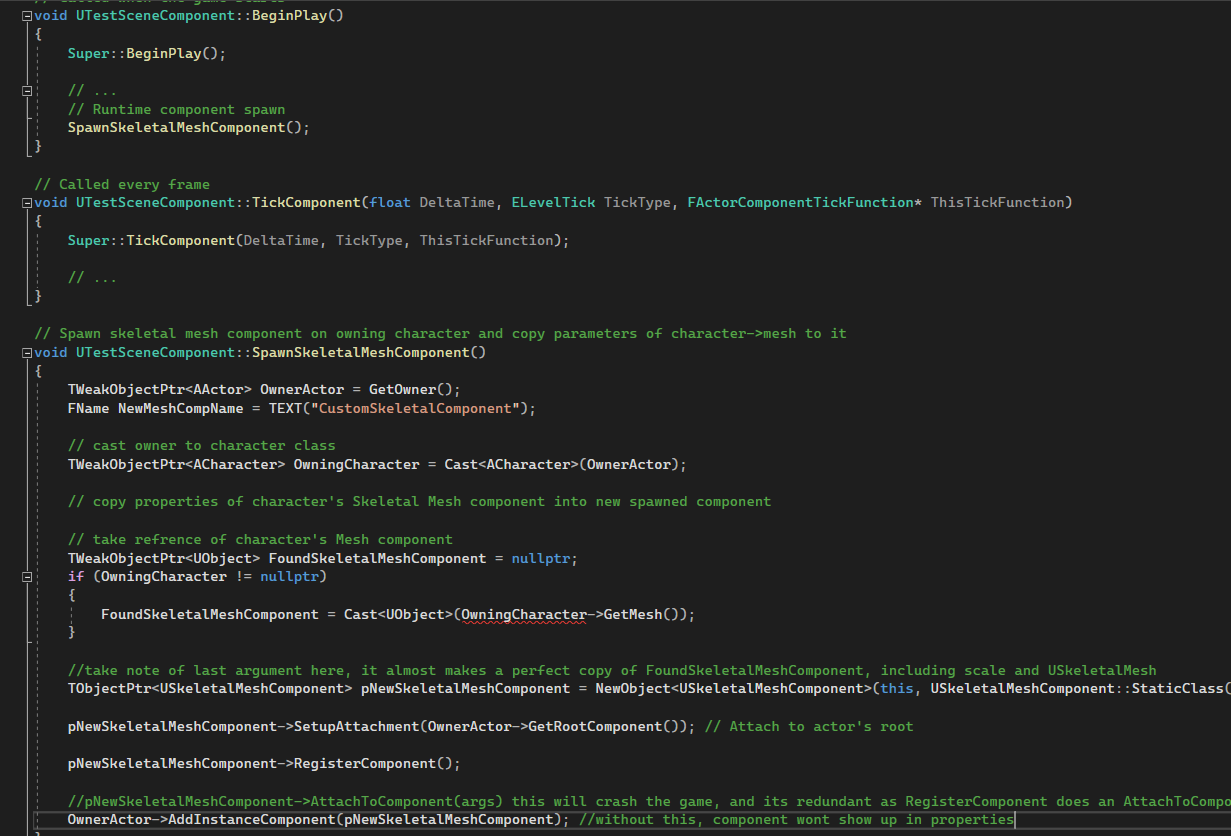 // Called when the game starts
void UTestSceneComponent::BeginPlay()
{
Super::BeginPlay();
// ...
// Runtime component spawn
SpawnSkeletalMeshComponent();
}
// Called every frame
void UTestSceneComponent::TickComponent(float DeltaTime, ELevelTick TickType, FActorComponentTickFunction* ThisTickFunction)
{
Super::TickComponent(DeltaTime, TickType, ThisTickFunction);
// ...
}
// Spawn skeletal mesh component on owning character and copy parameters of character->mesh to it
void UTestSceneComponent::SpawnSkeletalMeshComponent()
{
TWeakObjectPtr<AActor> OwnerActor = GetOwner();
FName NewMeshCompName = TEXT("CustomSkeletalComponent");
// cast owner to character class
TWeakObjectPtr<ACharacter> OwningCharacter = Cast<ACharacter>(OwnerActor);
// copy properties of character's Skeletal Mesh component into new spawned component
// take refrence of character's Mesh component
TWeakObjectPtr<UObject> FoundSkeletalMeshComponent = nullptr;
if (OwningCharacter != nullptr)
{
FoundSkeletalMeshComponent = Cast<UObject>(OwningCharacter->GetMesh());
}
//take note of last argument here, it almost makes a perfect copy of FoundSkeletalMeshComponent, including scale and USkeletalMesh
TObjectPtr<USkeletalMeshComponent> pNewSkeletalMeshComponent = NewObject<USkeletalMeshComponent>(this, USkeletalMeshComponent::StaticClass(
pNewSkeletalMeshComponent->SetupAttachment(OwnerActor->GetRootComponent()); // Attach to actor's root
pNewSkeletalMeshComponent->RegisterComponent();
//pNewSkeletalMeshComponent->AttachToComponent(args) this will crash the game, and its redundant as RegisterComponent does an AttachToCompo
OwnerActor->AddInstanceComponent(pNewSkeletalMeshComponent); //without this, component wont show up in properties
}